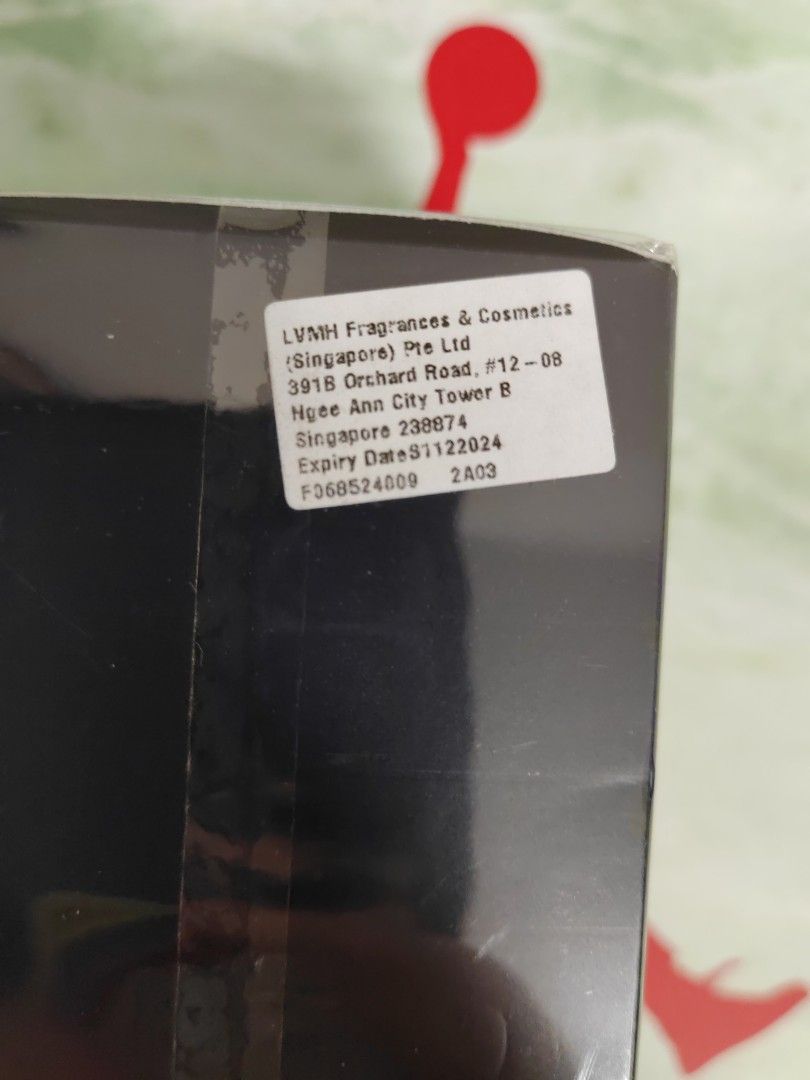 LVMH Fragrances & Cosmetics
(Singapore) Pte Ltd
391B Orchard Road, #12-08
Ngee Ann City Tower B
Singapore 238874
Expiry Date31122024
F068524009 2A03